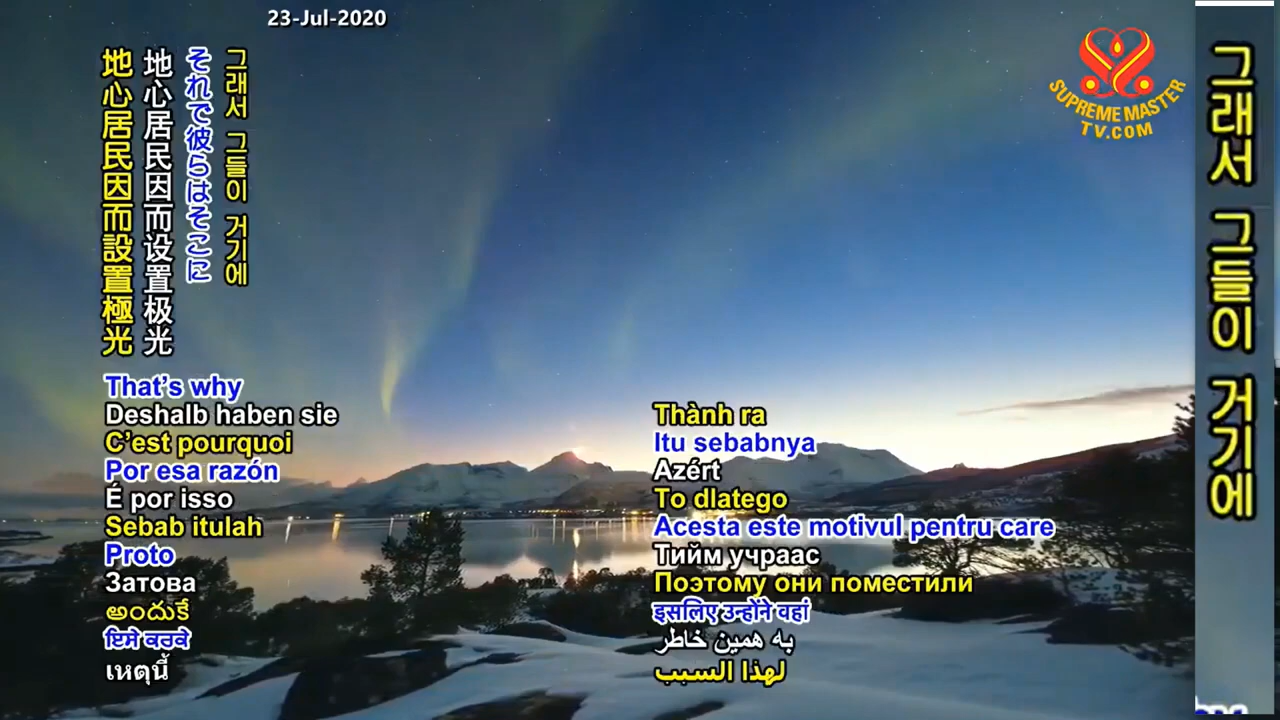 23-Jul-2020
SUPREME MASTER
TV.COM
그래서 그들이 거기에
それで彼らはそこに
地心居民因而设置极光
地心居民因而設置極光
That's why
Deshalb haben sie
C'est pourquoi
Por esa razón
É por isso
Sebab itulah
Proto
Затова
అందుకే
ਇਸੇ ਕਰਕੇ
เหตุนี้
Thành ra
Itu sebabnya
Azért
To dlatego
Acesta este motivul pentru care
Тийм учраас
Поэтому они поместили
इसलिए उन्होंने वहां
به همین خاطر
لهذا السبب
그래서 그들이 거기에